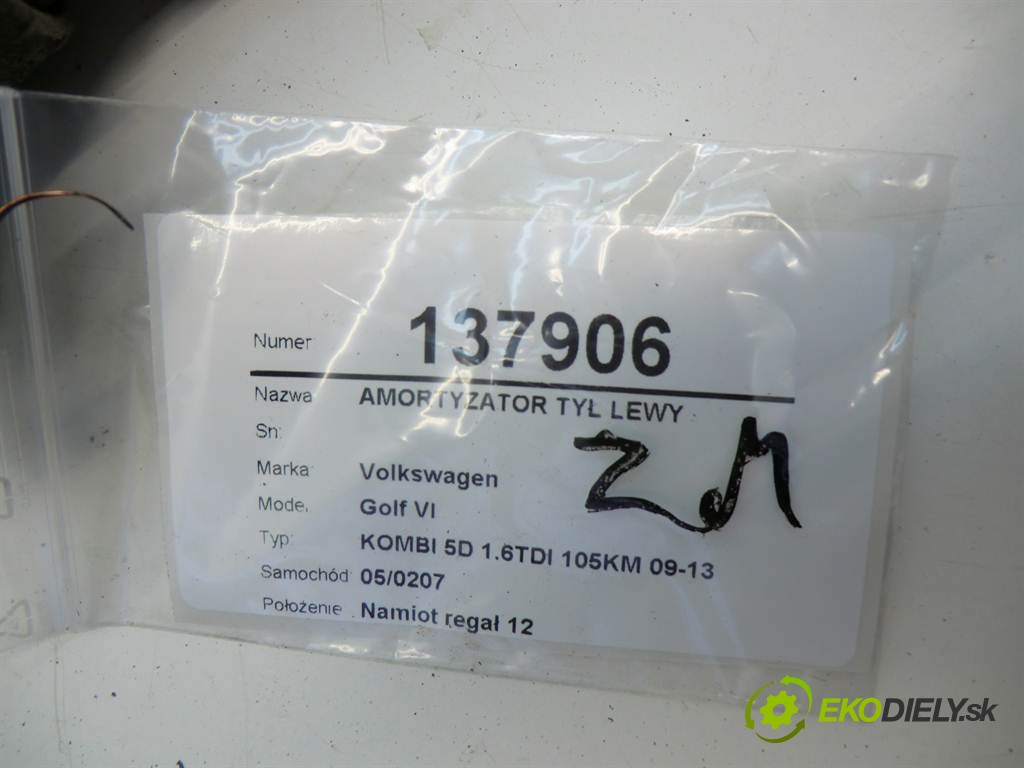 Numer 137906
Nazwa AMORTYZATOR TYŁ LEWY
Sn:
Marka Volkswagen
Model Golf VI
Typ: KOMBI 5D 1.6TDI 105KM 09-13
Samochód 05/0207
Położenie Namiot regał 12
ZM
EKODIELY.sk